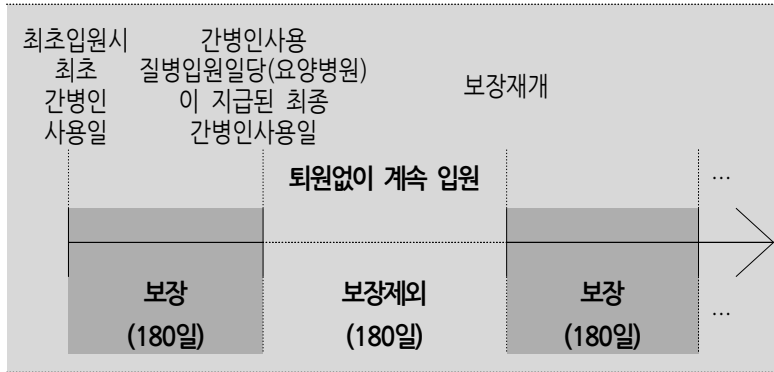 최초입원시
최초
간병인
사용일
간병인사용
질병입원일당(요양병원)
이 지급된 최종
간병인사용일
보장재개
퇴원없이 계속 입원
...
보장
(180일)
보장제외
(180일)
보장
(180일)
...